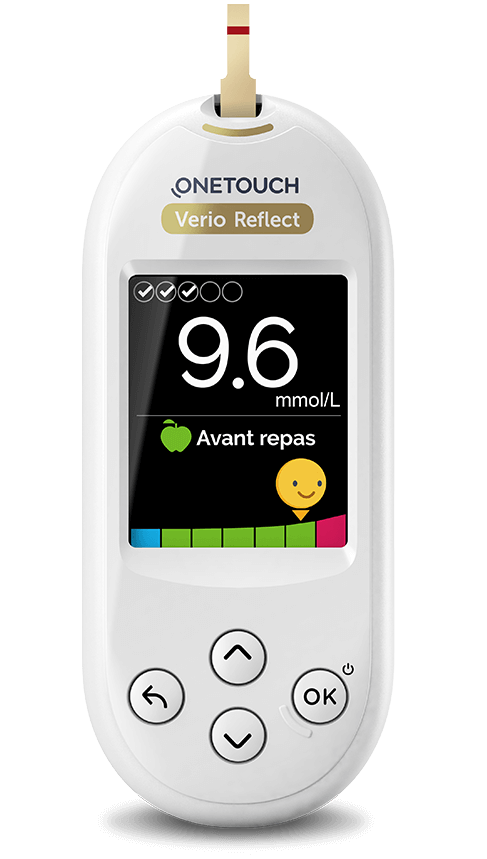 ONETOUCH
Verio Reflect
9.6
mmol/L
Avant repas
OK